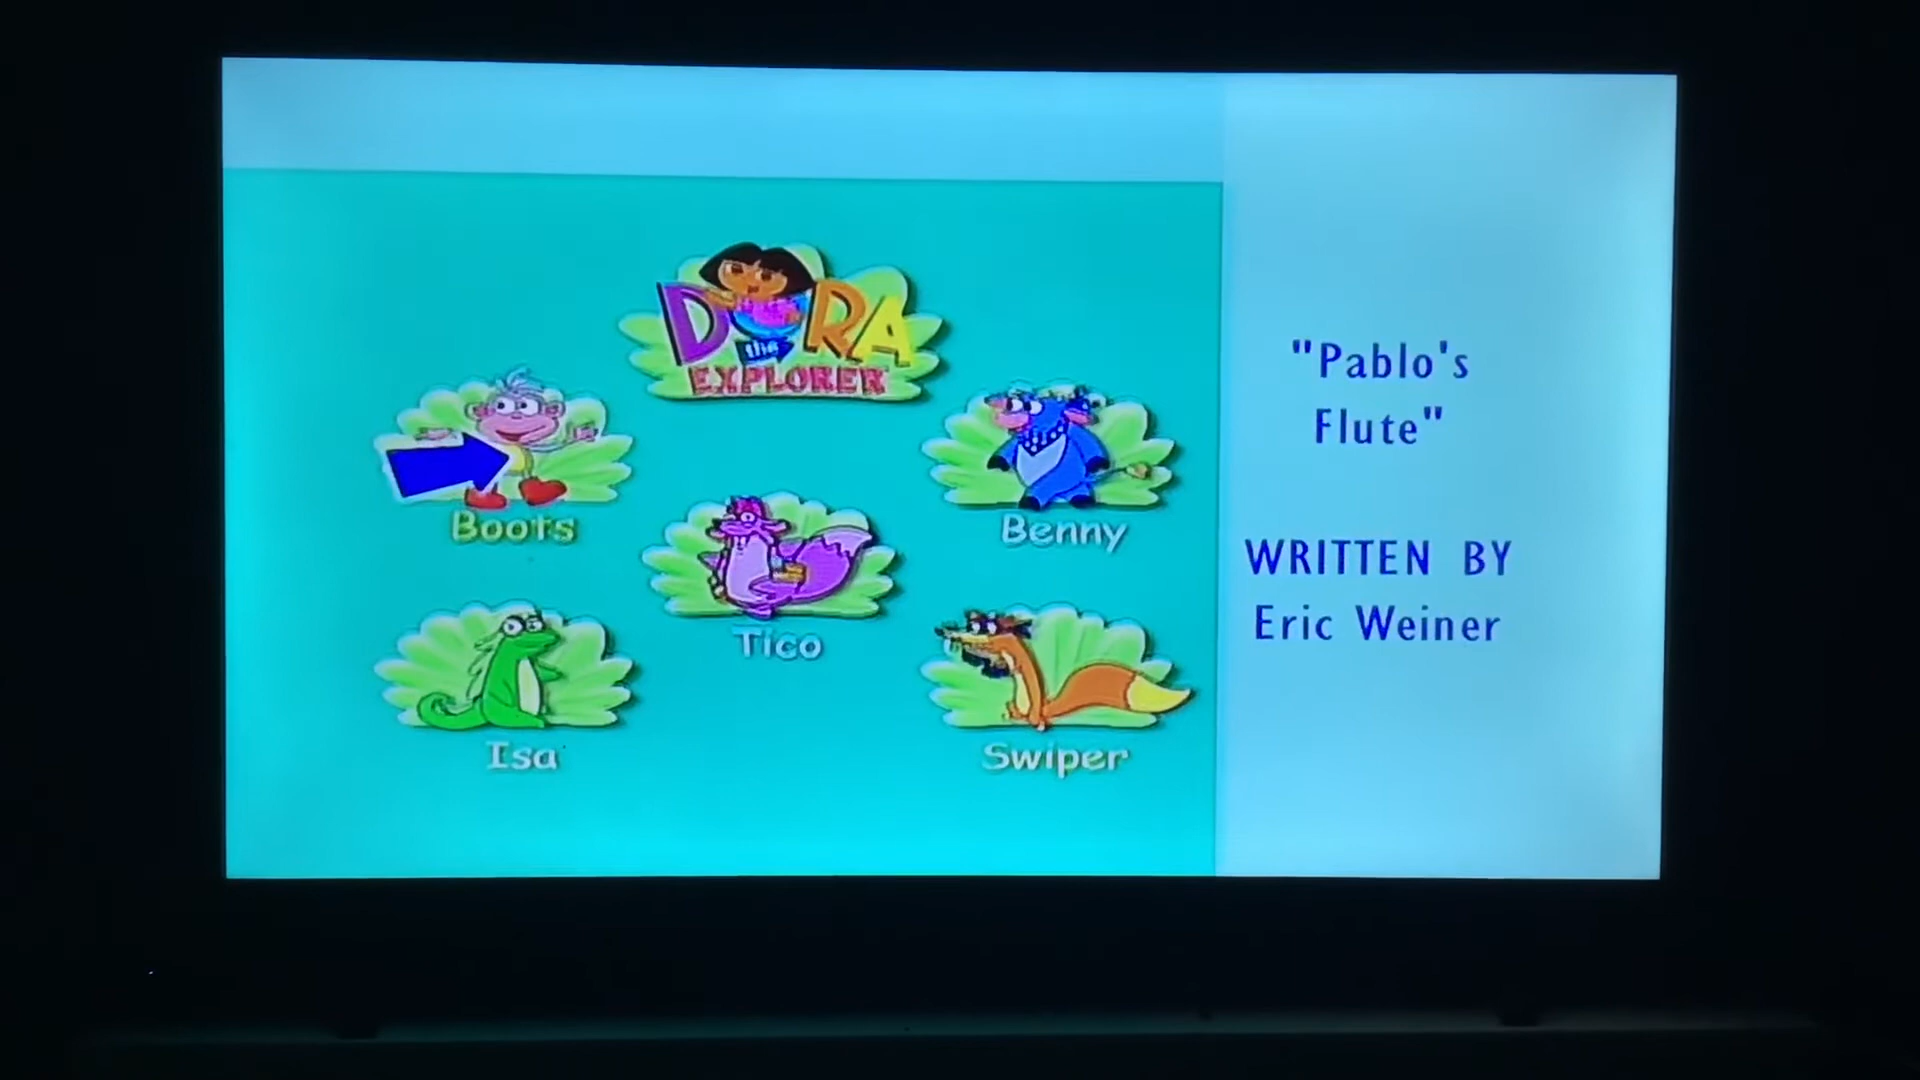 DORA
the
EXPLORER
Boots
Benny
Tico
Isa
Swiper
"Pablo's
Flute"
WRITTEN BY
Eric Weiner